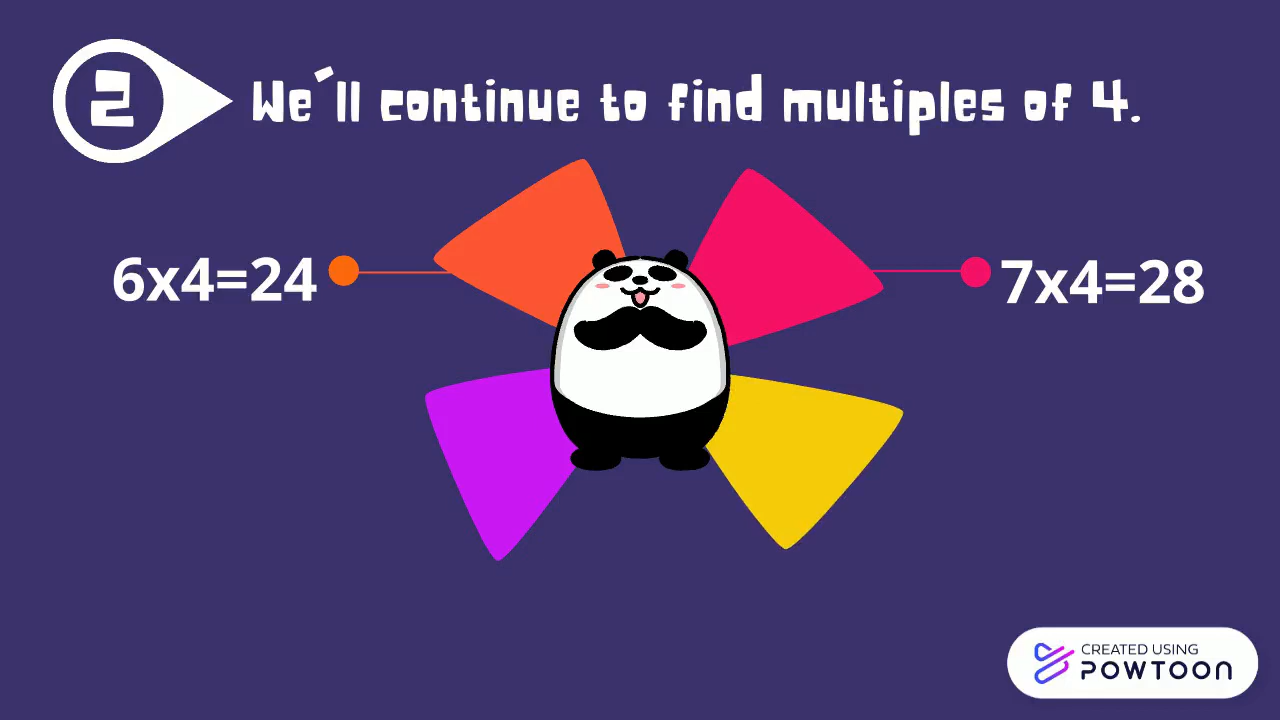 2
We´ll continue to find multiples of 4.
6x4=24
7x4=28
CREATED USING
POWTOON